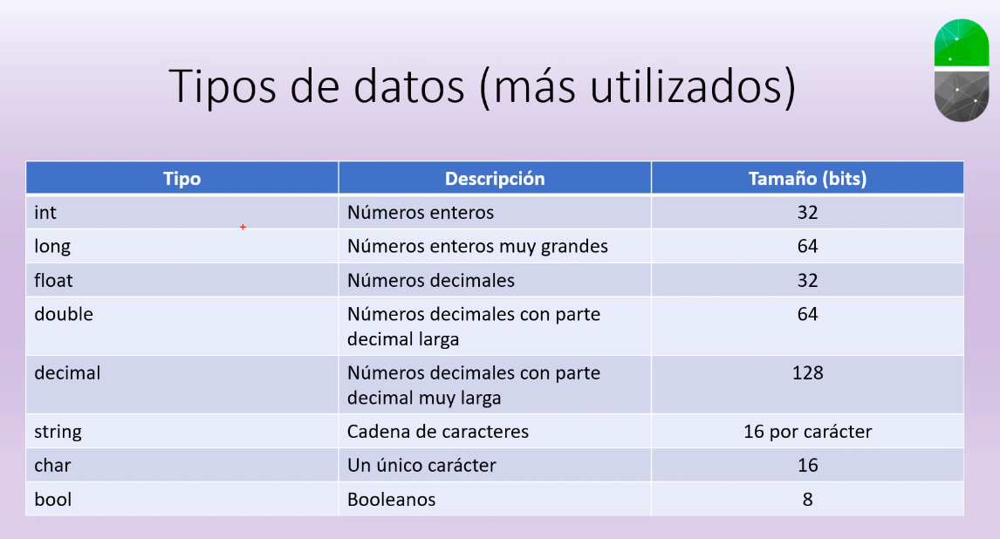 Tipos de datos (más utilizados)
Tipo Descripción Tamaño (bits)
int Números enteros 32
long Números enteros muy grandes 64
float Números decimales 32
double Números decimales con parte 64
decimal larga
decimal Números decimales con parte 128
decimal muy larga
string Cadena de caracteres 16 por carácter
char Un único carácter 16
bool Booleanos 8